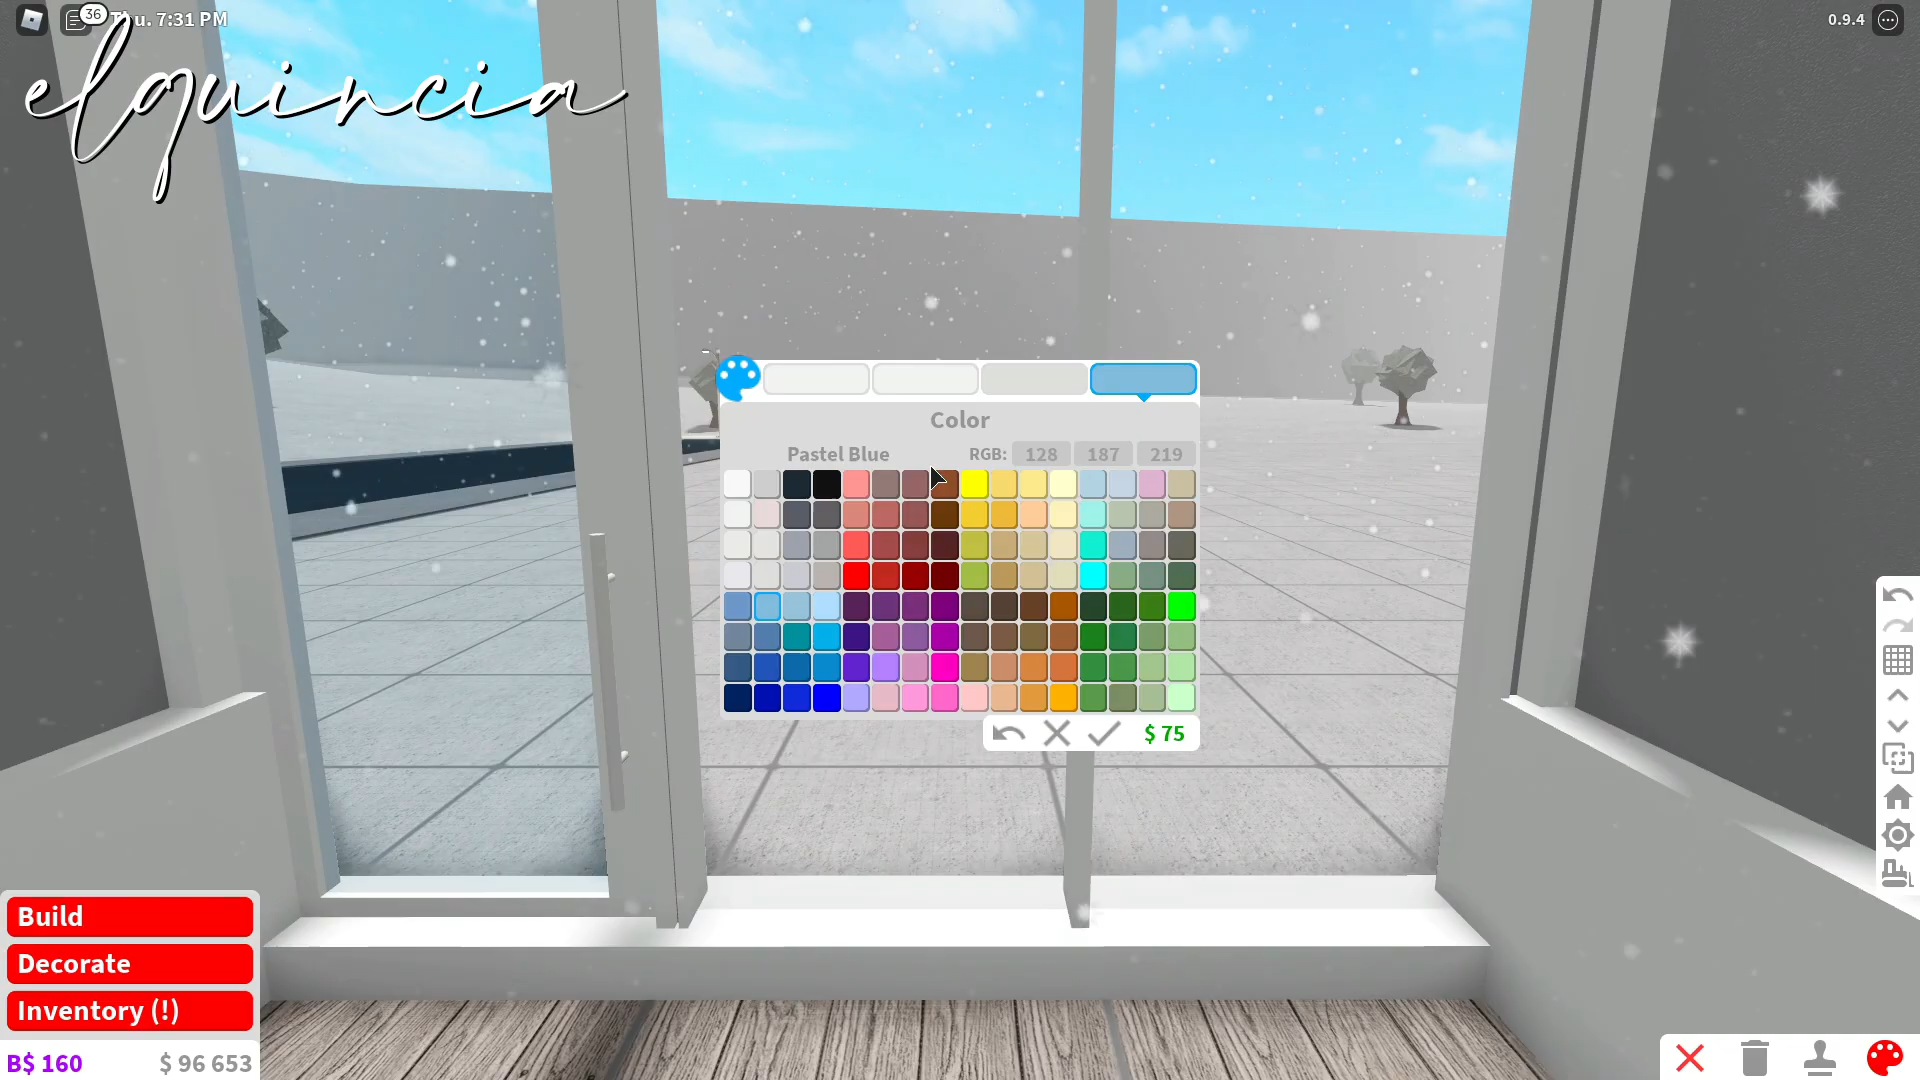 36
Thu. 7:31 PM
0.9.4
elquincia
Color
Pastel Blue
RGB: 128 187 219
$ 75
Build
Decorate
Inventory (!)
B$ 160
$ 96 653